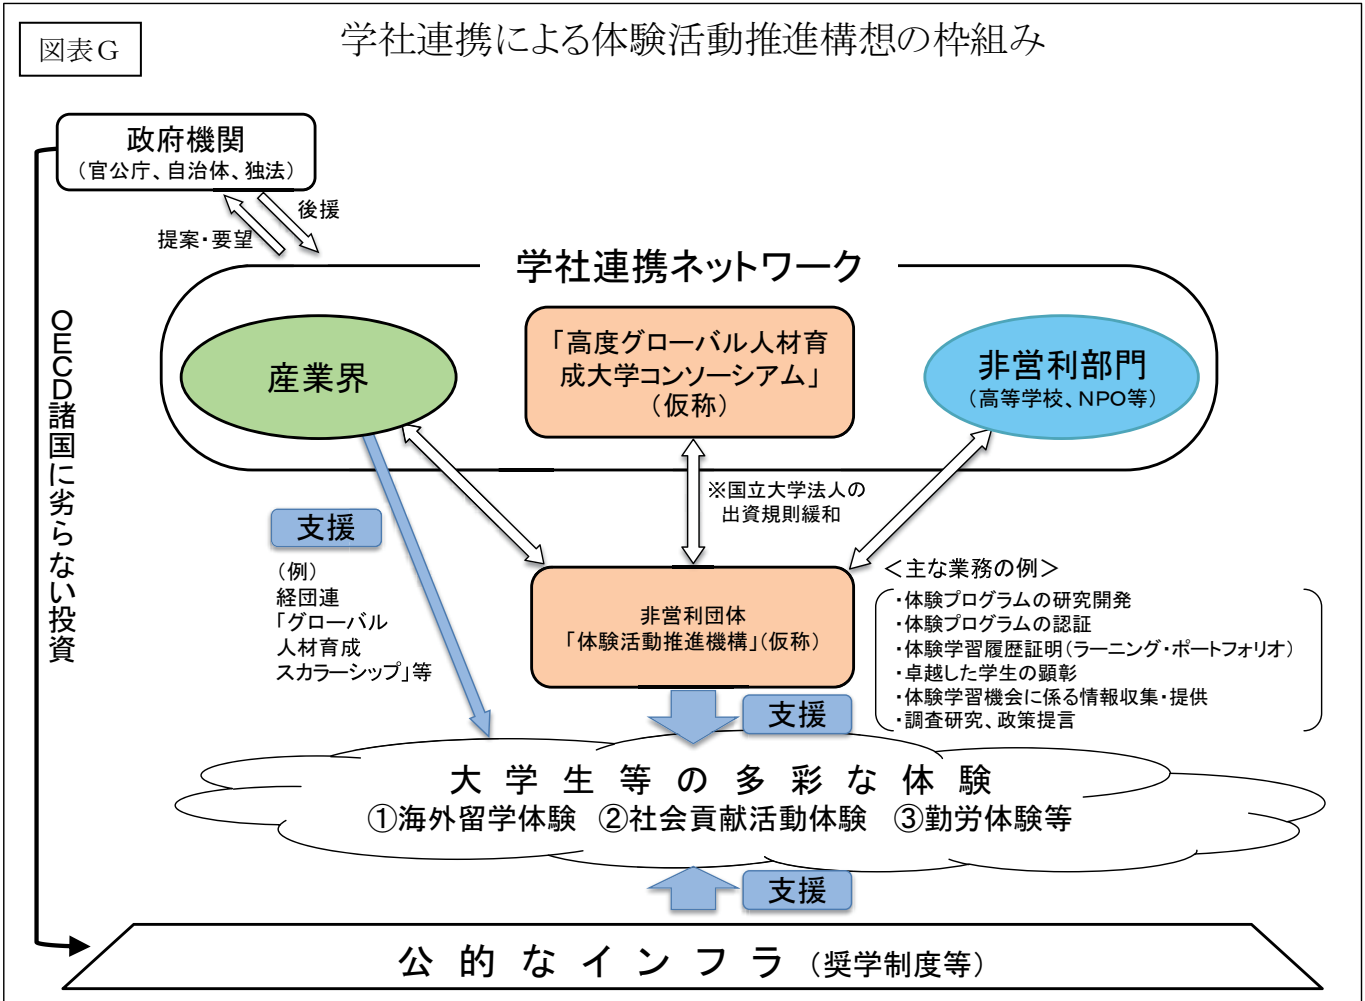 学社連携による体験活動推進構想の枠組み
図表G
政府機関
(官公庁、自治体、独法)
後援
提案・要望
学社連携ネットワーク
産業界
「高度グローバル人材育
成大学コンソーシアム」
(仮称)
非営利部門
(高等学校、NPO等)
OECD諸国に劣らない投資
※国立大学法人の
出資規則緩和
支援
(例)
経団連
「グローバル
人材育成
スカラーシップ」等
非営利団体
「体験活動推進機構」(仮称)
<主な業務の例>
・体験プログラムの研究開発
・体験プログラムの認証
・体験学習履歴証明(ラーニング・ポートフォリオ)
・卓越した学生の顕彰
・体験学習機会に係る情報収集・提供
・調査研究、政策提言
支援
大学生等の多彩な体験
①海外留学体験 ②社会貢献活動体験 ③勤労体験等
支援
公的なインフラ(奨学制度等)